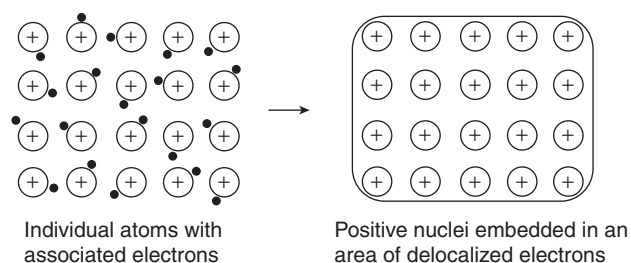 + + + + +
+ + + + +
+ + + + +
+ + + + +
+ + + + +
+ + + + +
+ + + + +
+ + + + +
Individual atoms with
associated electrons
Positive nuclei embedded in an
area of delocalized electrons